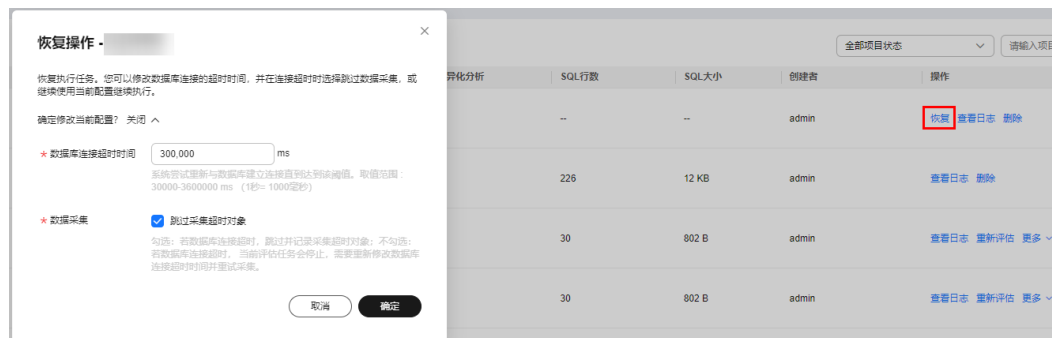 恢复操作 -
恢复执行任务。您可以修改数据库连接的超时时间，并在连接超时时选择跳过数据采集，或
继续使用当前配置继续执行。
确定修改当前配置？ 关闭
* 数据库连接超时时间 300,000 ms
系统尝试重新与数据库建立连接直到达到该阈值。取值范围：
30000-3600000 ms （1秒= 1000毫秒）
* 数据采集 跳过采集超时对象
勾选：若数据库连接超时，跳过并记录采集超时对象；不勾选：
若数据库连接超时， 当前评估任务会停止，需要重新修改数据库
连接超时时间并重试采集。
取消 确定
全部项目状态 请输入项目
异化分析 SQL行数 SQL大小 创建者 操作
-- -- admin 恢复 查看日志 删除
226 12 KB admin 查看日志 删除
30 802 B admin 查看日志 重新评估 更多
30 802 B admin 查看日志 重新评估 更多